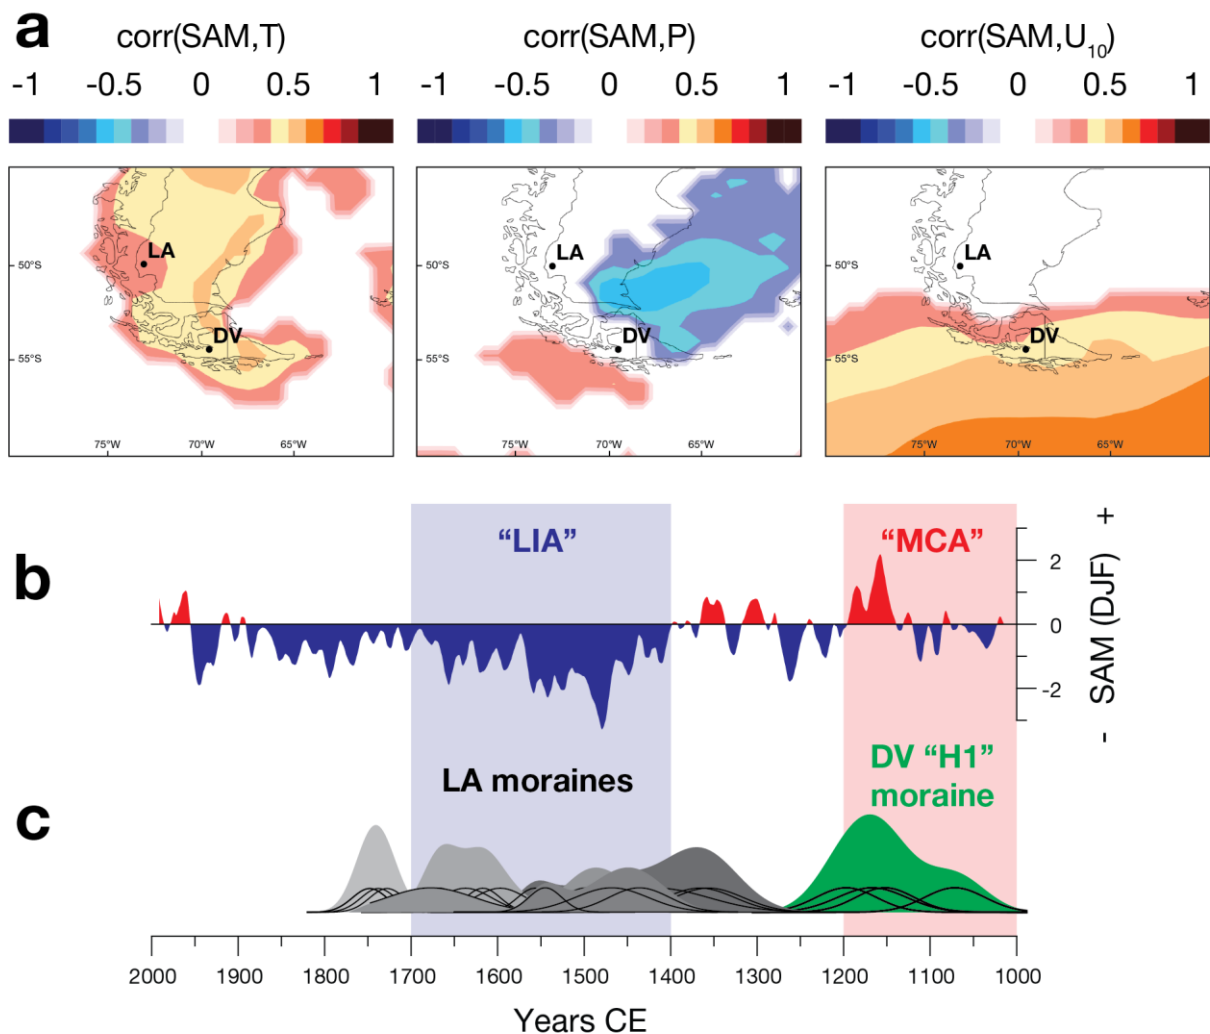 a
corr(SAM,T)
corr(SAM,P)
corr(SAM,U10)
-1 -0.5 0 0.5 1
-1 -0.5 0 0.5 1
-1 -0.5 0 0.5 1
LA
DV
50°S
55°S
75°W 70°W 65°W
LA
DV
50°S
55°S
75°W 70°W 65°W
LA
DV
50°S
55°S
75°W 70°W 65°W
b
“LIA”
“MCA”
2
0
-2
- SAM (DJF) +
c
LA moraines
DV “H1”
moraine
2000 1900 1800 1700 1600 1500 1400 1300 1200 1100 1000
Years CE